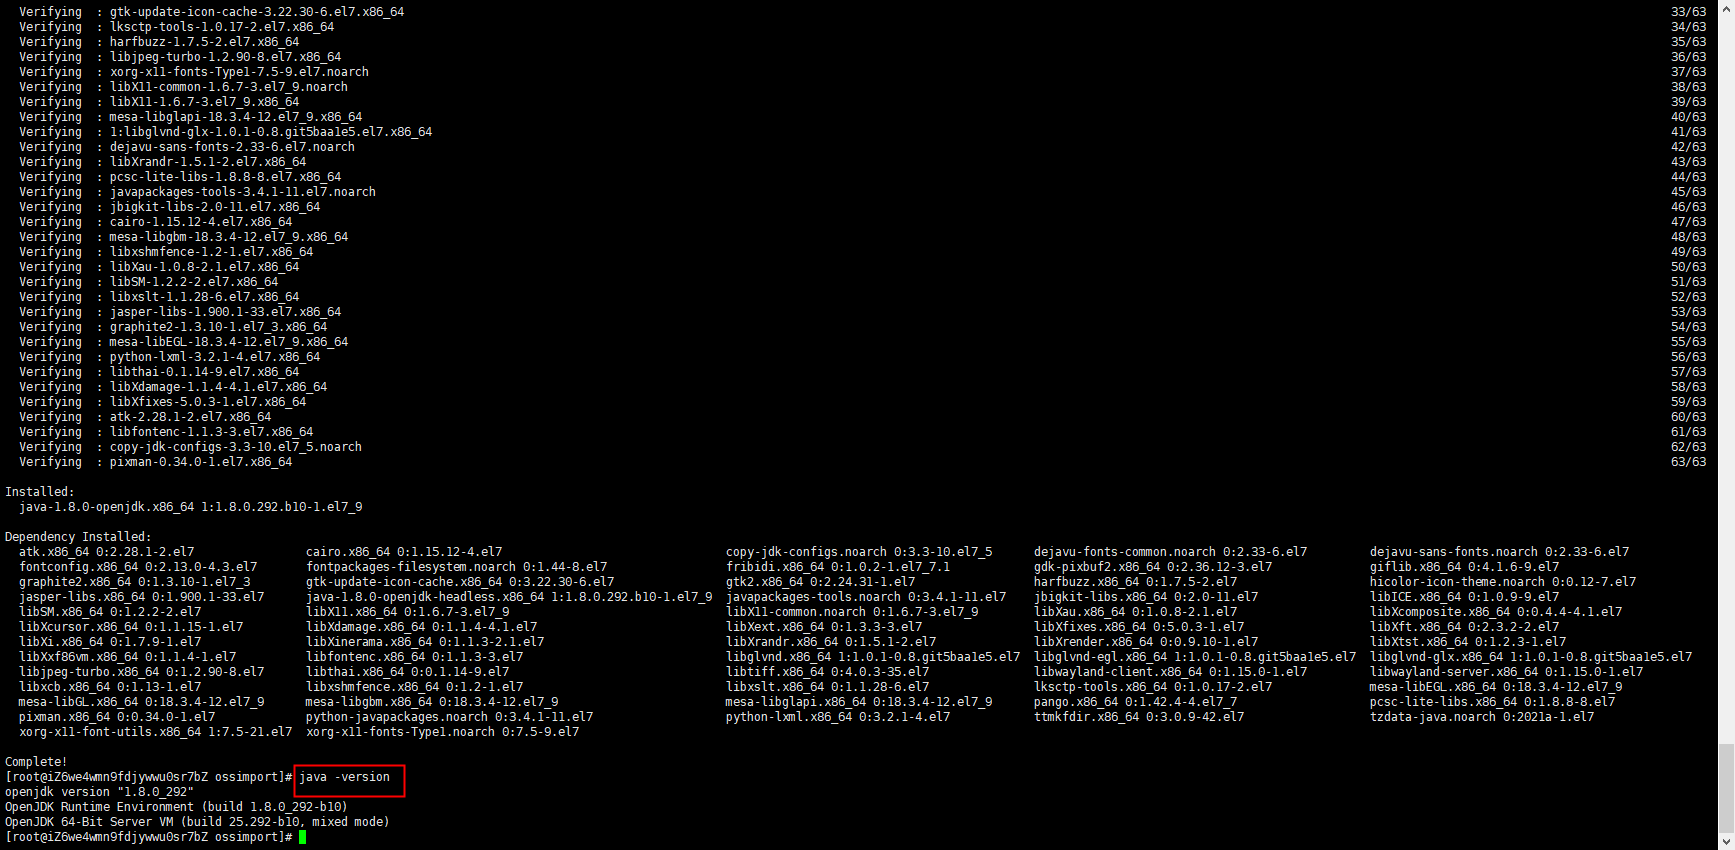 Verifying  : gtk-update-icon-cache-3.22.30-6.el7.x86_64 33/63
Verifying  : lksctp-tools-1.0.17-2.el7.x86_64 34/63
Verifying  : harfbuzz-1.7.5-2.el7.x86_64 35/63
Verifying  : libjpeg-turbo-1.2.90-8.el7.x86_64 36/63
Verifying  : xorg-x11-fonts-Type1-7.5-9.el7.noarch 37/63
Verifying  : libX11-common-1.6.7-3.el7_9.noarch 38/63
Verifying  : libX11-1.6.7-3.el7_9.x86_64 39/63
Verifying  : mesa-libglapi-18.3.4-12.el7_9.x86_64 40/63
Verifying  : 1:libglvnd-glx-1.0.1-0.8.git5baa1e5.el7.x86_64 41/63
Verifying  : dejavu-sans-fonts-2.33-6.el7.noarch 42/63
Verifying  : libXrandr-1.5.1-2.el7.x86_64 43/63
Verifying  : pcsc-lite-libs-1.8.8-8.el7.x86_64 44/63
Verifying  : javapackages-tools-3.4.1-11.el7.noarch 45/63
Verifying  : jbigkit-libs-2.0-11.el7.x86_64 46/63
Verifying  : cairo-1.15.12-4.el7.x86_64 47/63
Verifying  : mesa-libgbm-18.3.4-12.el7_9.x86_64 48/63
Verifying  : libxshmfence-1.2-1.el7.x86_64 49/63
Verifying  : libXau-1.0.8-2.1.el7.x86_64 50/63
Verifying  : libSM-1.2.2-2.el7.x86_64 51/63
Verifying  : libxslt-1.1.28-6.el7.x86_64 52/63
Verifying  : jasper-libs-1.900.1-33.el7.x86_64 53/63
Verifying  : graphite2-1.3.10-1.el7_3.x86_64 54/63
Verifying  : mesa-libEGL-18.3.4-12.el7_9.x86_64 55/63
Verifying  : python-lxml-3.2.1-4.el7.x86_64 56/63
Verifying  : libthai-0.1.14-9.el7.x86_64 57/63
Verifying  : libXdamage-1.1.4-4.1.el7.x86_64 58/63
Verifying  : libXfixes-5.0.3-1.el7.x86_64 59/63
Verifying  : atk-2.28.1-2.el7.x86_64 60/63
Verifying  : libfontenc-1.1.3-3.el7.x86_64 61/63
Verifying  : copy-jdk-configs-3.3-10.el7_5.noarch 62/63
Verifying  : pixman-0.34.0-1.el7.x86_64 63/63
Installed:
java-1.8.0-openjdk.x86_64 1:1.8.0.292.b10-1.el7_9
Dependency Installed:
atk.x86_64 0:2.28.1-2.el7 cairo.x86_64 0:1.15.12-4.el7 copy-jdk-configs.noarch 0:3.3-10.el7_5 dejavu-fonts-common.noarch 0:2.33-6.el7 dejavu-sans-fonts.noarch 0:2.33-6.el7
fontconfig.x86_64 0:2.13.0-4.3.el7 fontpackages-filesystem.noarch 0:1.44-8.el7 fribidi.x86_64 0:1.0.2-1.el7_7.1 gdk-pixbuf2.x86_64 0:2.36.12-3.el7 giflib.x86_64 0:4.1.6-9.el7
graphite2.x86_64 0:1.3.10-1.el7_3 gtk-update-icon-cache.x86_64 0:3.22.30-6.el7 gtk2.x86_64 0:2.24.31-1.el7 harfbuzz.x86_64 0:1.7.5-2.el7 hicolor-icon-theme.noarch 0:0.12-7.el7
jasper-libs.x86_64 0:1.900.1-33.el7 java-1.8.0-openjdk-headless.x86_64 1:1.8.0.292.b10-1.el7_9 javapackages-tools.noarch 0:3.4.1-11.el7 jbigkit-libs.x86_64 0:2.0-11.el7 libICE.x86_64 0:1.0.9-9.el7
libSM.x86_64 0:1.2.2-2.el7 libX11.x86_64 0:1.6.7-3.el7_9 libX11-common.noarch 0:1.6.7-3.el7_9 libXau.x86_64 0:1.0.8-2.1.el7 libXcomposite.x86_64 0:0.4.4-4.1.el7
libXcursor.x86_64 0:1.1.15-1.el7 libXdamage.x86_64 0:1.1.4-4.1.el7 libXext.x86_64 0:1.3.3-3.el7 libXfixes.x86_64 0:5.0.3-1.el7 libXft.x86_64 0:2.3.2-2.el7
libXi.x86_64 0:1.7.9-1.el7 libXinerama.x86_64 0:1.1.3-2.1.el7 libXrandr.x86_64 0:1.5.1-2.el7 libXrender.x86_64 0:0.9.10-1.el7 libXtst.x86_64 0:1.2.3-1.el7
libXxf86vm.x86_64 0:1.1.4-1.el7 libfontenc.x86_64 0:1.1.3-3.el7 libglvnd.x86_64 1:1.0.1-0.8.git5baa1e5.el7 libglvnd-egl.x86_64 1:1.0.1-0.8.git5baa1e5.el7 libglvnd-glx.x86_64 1:1.0.1-0.8.git5baa1e5.el7
libjpeg-turbo.x86_64 0:1.2.90-8.el7 libthai.x86_64 0:0.1.14-9.el7 libtiff.x86_64 0:4.0.3-35.el7 libwayland-client.x86_64 0:1.15.0-1.el7 libwayland-server.x86_64 0:1.15.0-1.el7
libxcb.x86_64 0:1.13-1.el7 libxshmfence.x86_64 0:1.2-1.el7 libxslt.x86_64 0:1.1.28-6.el7 lksctp-tools.x86_64 0:1.0.17-2.el7 mesa-libEGL.x86_64 0:18.3.4-12.el7_9
mesa-libGL.x86_64 0:18.3.4-12.el7_9 mesa-libgbm.x86_64 0:18.3.4-12.el7_9 mesa-libglapi.x86_64 0:18.3.4-12.el7_9 pango.x86_64 0:1.42.4-4.el7_7 pcsc-lite-libs.x86_64 0:1.8.8-8.el7
pixman.x86_64 0:0.34.0-1.el7 python-javapackages.noarch 0:3.4.1-11.el7 python-lxml.x86_64 0:3.2.1-4.el7 ttmkfdir.x86_64 0:3.0.9-42.el7 tzdata-java.noarch 0:2021a-1.el7
xorg-x11-font-utils.x86_64 1:7.5-21.el7 xorg-x11-fonts-Type1.noarch 0:7.5-9.el7
Complete!
[root@iZ6we4wmn9fdjywwu0sr7bZ ossimport]# java -version
openjdk version "1.8.0_292"
OpenJDK Runtime Environment (build 1.8.0_292-b10)
OpenJDK 64-Bit Server VM (build 25.292-b10, mixed mode)
[root@iZ6we4wmn9fdjywwu0sr7bZ ossimport]#